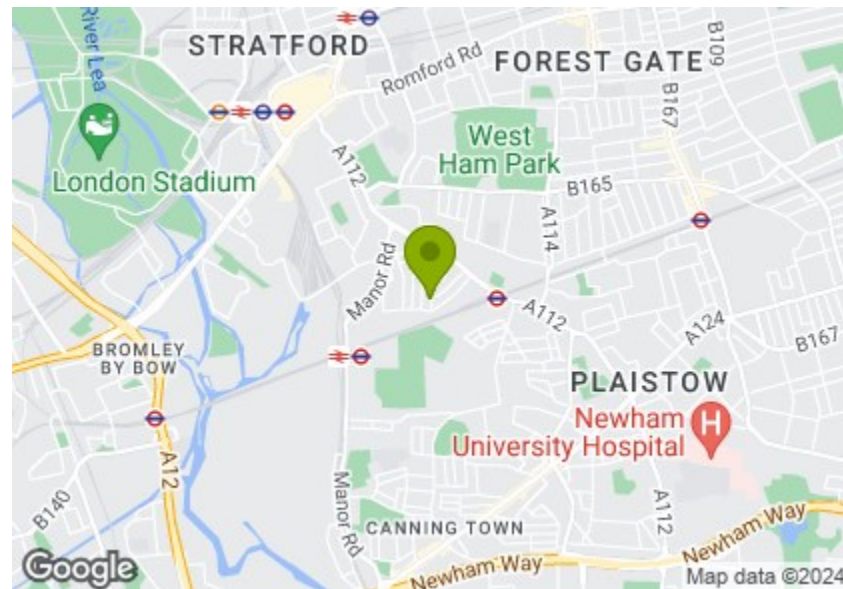 River Lea
STRATFORD
Romford Rd
FOREST GATE
B109
B167
West
Ham Park
A112
London Stadium
B165
A114
Manor Rd
A112
A124
B167
BROMLEY
BY BOW
PLAISTOW
Newham
University Hospital
H
A12
Manor Rd
A112
B140
CANNING TOWN
Newham Way
Newham Way
Google
Map data ©2024